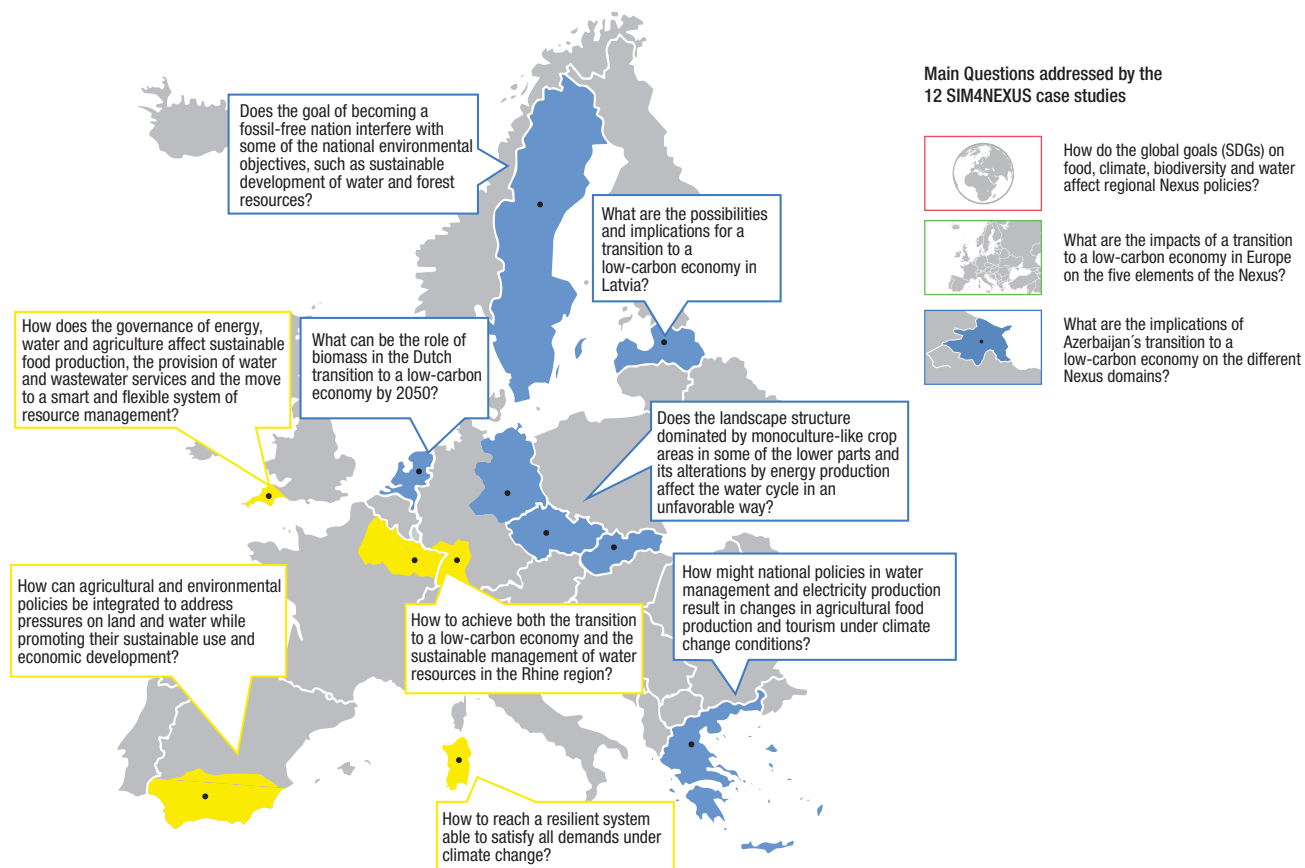 Main Questions addressed by the
12 SIM4NEXUS case studies
How do the global goals (SDGs) on
food, climate, biodiversity and water
affect regional Nexus policies?
What are the impacts of a transition
to a low-carbon economy in Europe
on the five elements of the Nexus?
What are the implications of
Azerbaijan´s transition to a
low-carbon economy on the different
Nexus domains?
Does the goal of becoming a
fossil-free nation interfere with
some of the national environmental
objectives, such as sustainable
development of water and forest
resources?
What are the possibilities
and implications for a
transition to a
low-carbon economy in
Latvia?
How does the governance of energy,
water and agriculture affect sustainable
food production, the provision of water
and wastewater services and the move
to a smart and flexible system of
resource management?
What can be the role of
biomass in the Dutch
transition to a low-carbon
economy by 2050?
Does the landscape structure
dominated by monoculture-like crop
areas in some of the lower parts and
its alterations by energy production
affect the water cycle in an
unfavorable way?
How can agricultural and environmental
policies be integrated to address
pressures on land and water while
promoting their sustainable use and
economic development?
How to achieve both the transition
to a low-carbon economy and the
sustainable management of water
resources in the Rhine region?
How might national policies in water
management and electricity production
result in changes in agricultural food
production and tourism under climate
change conditions?
How to reach a resilient system
able to satisfy all demands under
climate change?